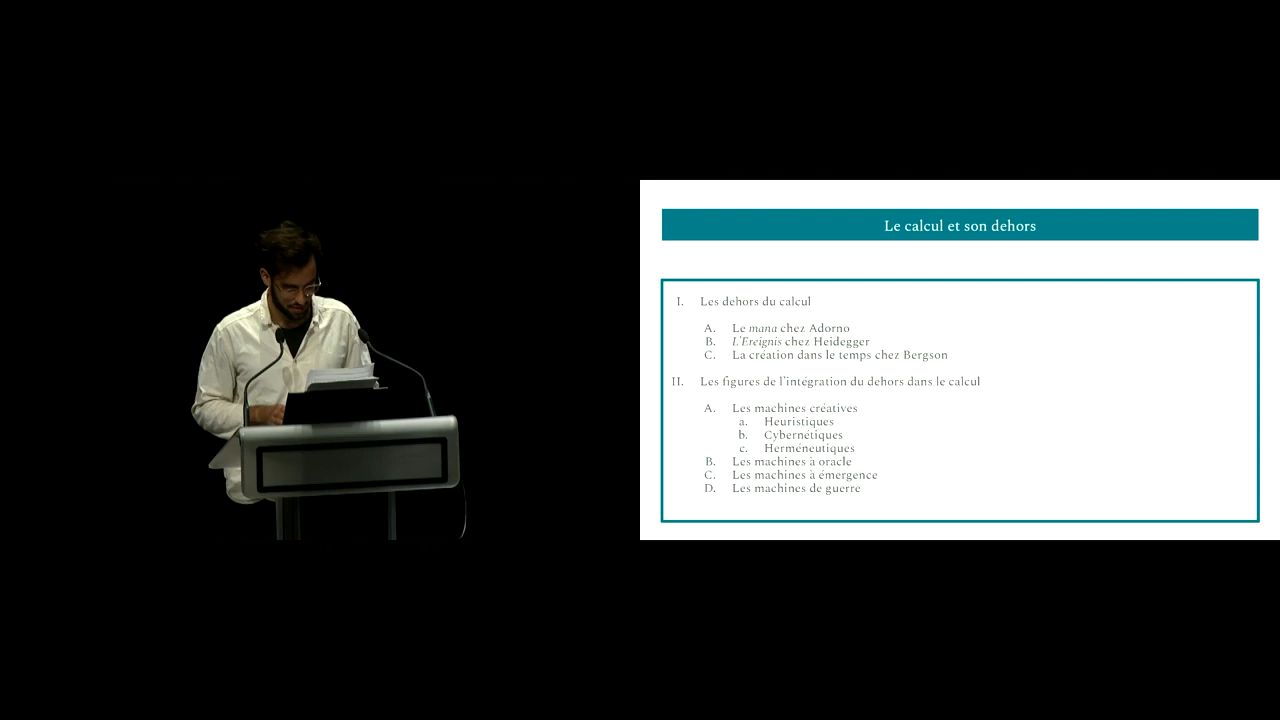 Le calcul et son dehors
I. Les dehors du calcul
A. Le mana chez Adorno
B. L'Ereignis chez Heidegger
C. La création dans le temps chez Bergson
II. Les figures de l'intégration du dehors dans le calcul
A. Les machines créatives
a. Heuristiques
b. Cybernétiques
c. Herméneutiques
B. Les machines à oracle
C. Les machines à émergence
D. Les machines de guerre